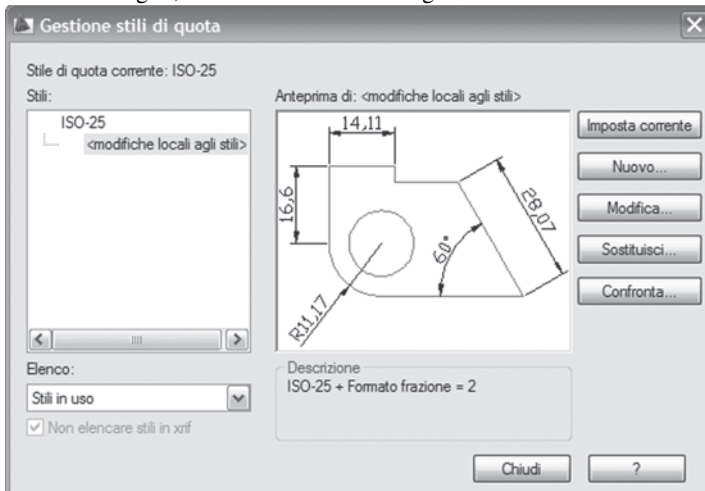 Gestione stili di quota
Stile di quota corrente: ISO-25
Stili:
ISO-25
<modifiche locali agli stili>
Anteprima di: <modifiche locali agli stili>
14,11
16,6
28,07
60°
R11,17
Imposta corrente
Nuovo...
Modifica...
Sostituisci...
Confronta...
Elenco:
Stili in uso
Non elencare stili in xrif
Descrizione
ISO-25 + Formato frazione = 2
Chiudi
?